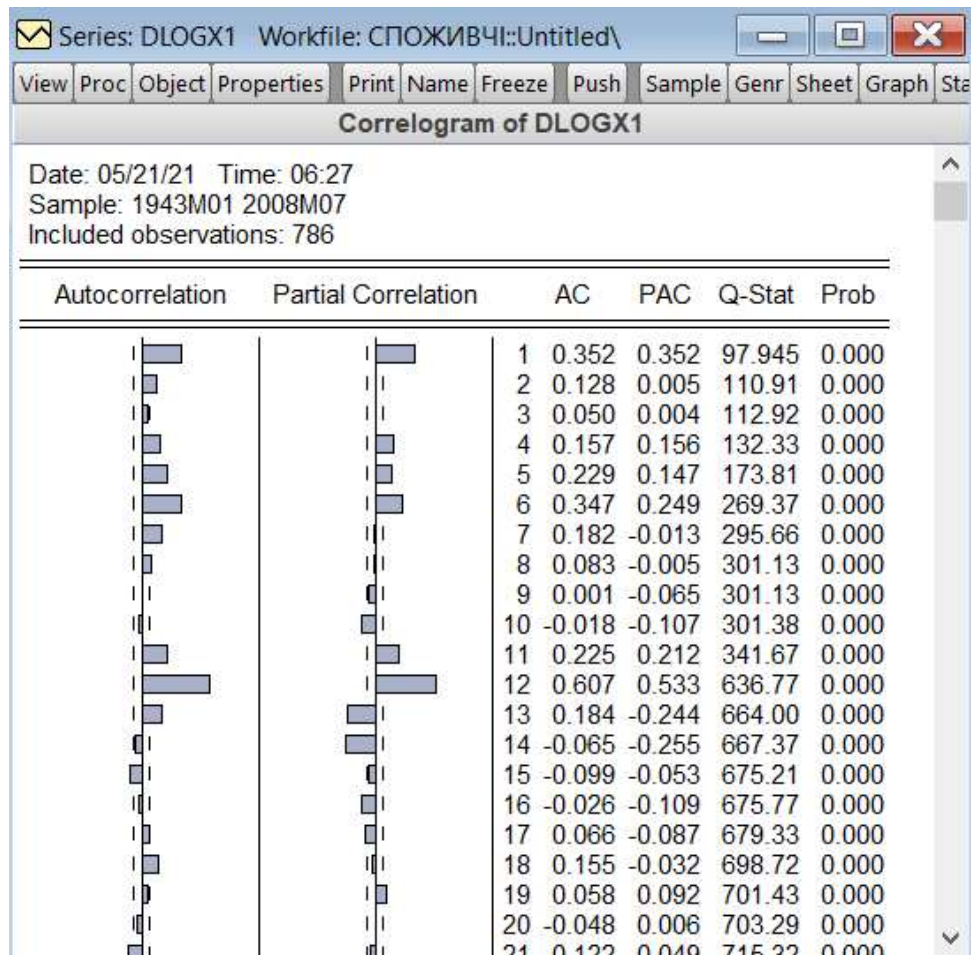 Series: DLOGX1 Workfile: СПОЖИВЧІ::Untitled\
View Proc Object Properties Print Name Freeze Push Sample Genr Sheet Graph Sta
Correlogram of DLOGX1
Date: 05/21/21 Time: 06:27
Sample: 1943M01 2008M07
Included observations: 786
Autocorrelation Partial Correlation AC PAC Q-Stat Prob
1 0.352 0.352 97.945 0.000
2 0.128 0.005 110.91 0.000
3 0.050 0.004 112.92 0.000
4 0.157 0.156 132.33 0.000
5 0.229 0.147 173.81 0.000
6 0.347 0.249 269.37 0.000
7 0.182 -0.013 295.66 0.000
8 0.083 -0.005 301.13 0.000
9 0.001 -0.065 301.13 0.000
10 -0.018 -0.107 301.38 0.000
11 0.225 0.212 341.67 0.000
12 0.607 0.533 636.77 0.000
13 0.184 -0.244 664.00 0.000
14 -0.065 -0.255 667.37 0.000
15 -0.099 -0.053 675.21 0.000
16 -0.026 -0.109 675.77 0.000
17 0.066 -0.087 679.33 0.000
18 0.155 -0.032 698.72 0.000
19 0.058 0.092 701.43 0.000
20 -0.048 0.006 703.29 0.000
21 0.122 0.049 715.32 0.000